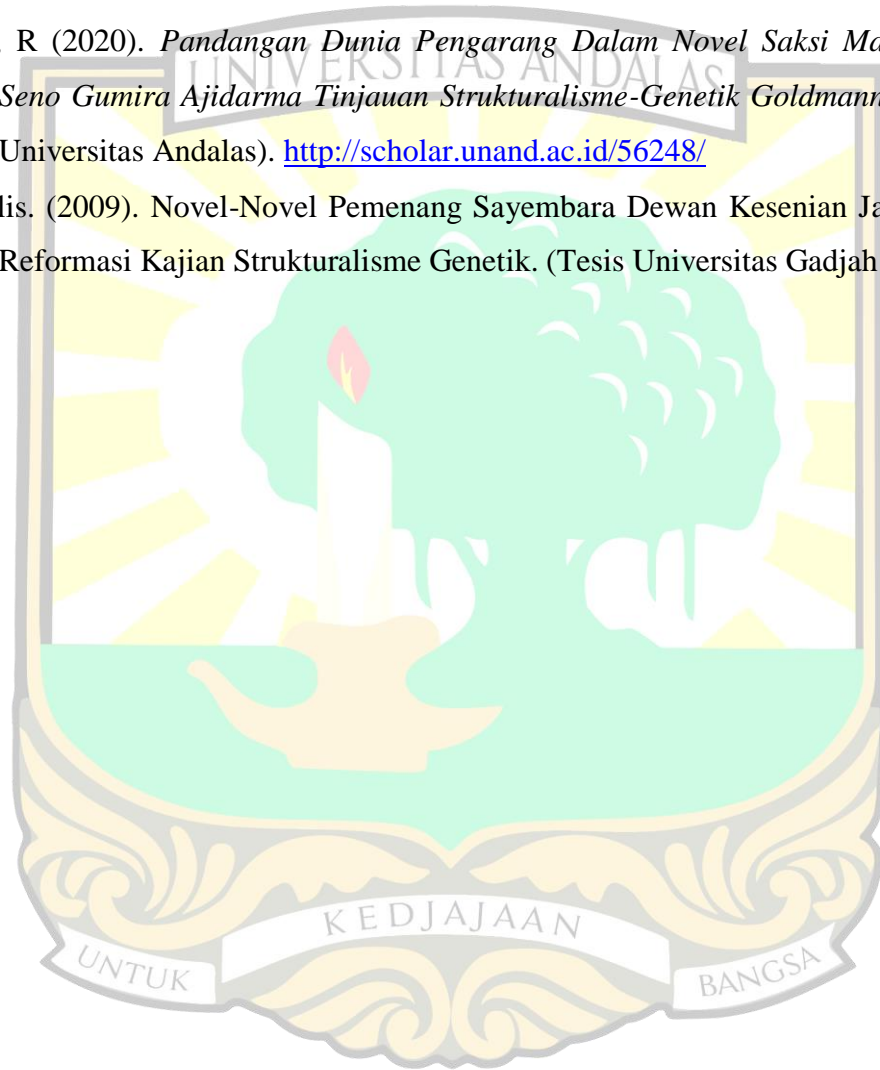 R (2020). Pandangan Dunia Pengarang Dalam Novel Saksi Ma
Seno Gumira Ajidarma Tinjauan Strukturalisme-Genetik Goldmann
Universitas Andalas). http://scholar.unand.ac.id/56248/
lis. (2009). Novel-Novel Pemenang Sayembara Dewan Kesenian Ja
Reformasi Kajian Strukturalisme Genetik. (Tesis Universitas Gadjah
UNIVERSITAS ANDALAS
UNTUK KEDJAJAAN BANGSA